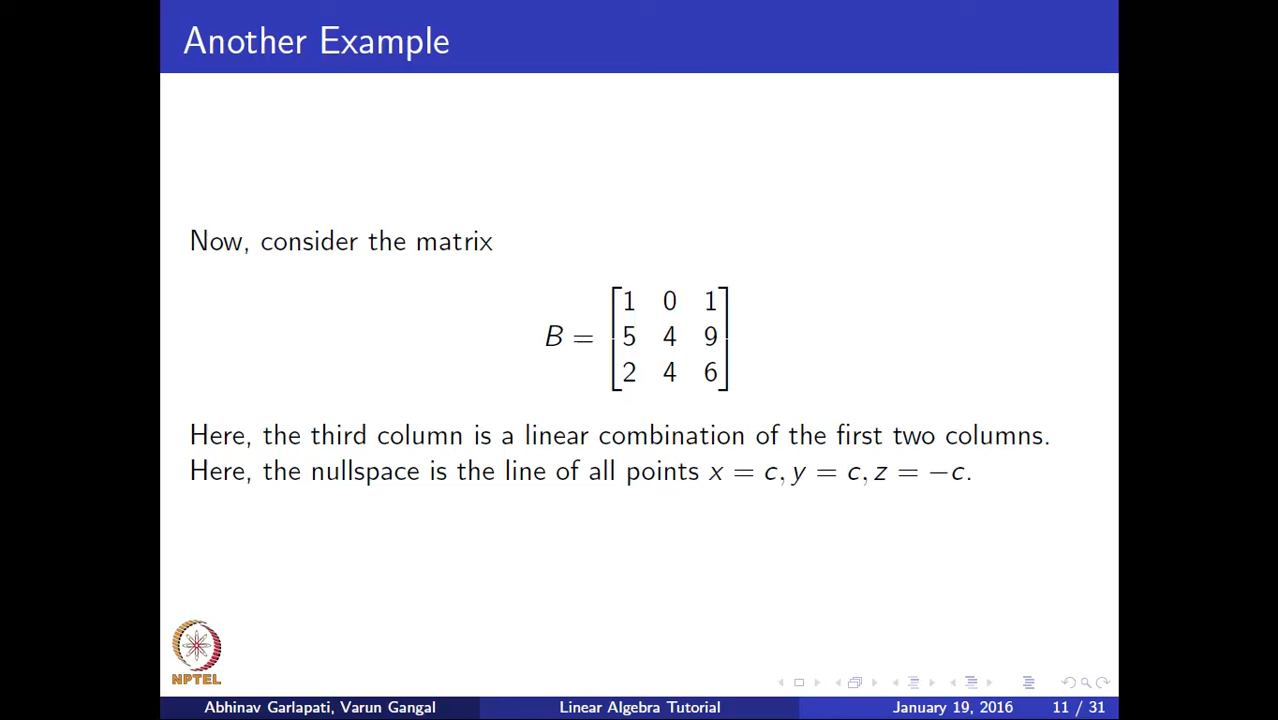 Another Example
Now, consider the matrix
B = [1 0 1
5 4 9
2 4 6]
Here, the third column is a linear combination of the first two columns.
Here, the nullspace is the line of all points x = c, y = c, z = −c.
NPTEL
Abhinav Garlapati, Varun Gangal Linear Algebra Tutorial January 19, 2016 11 / 31